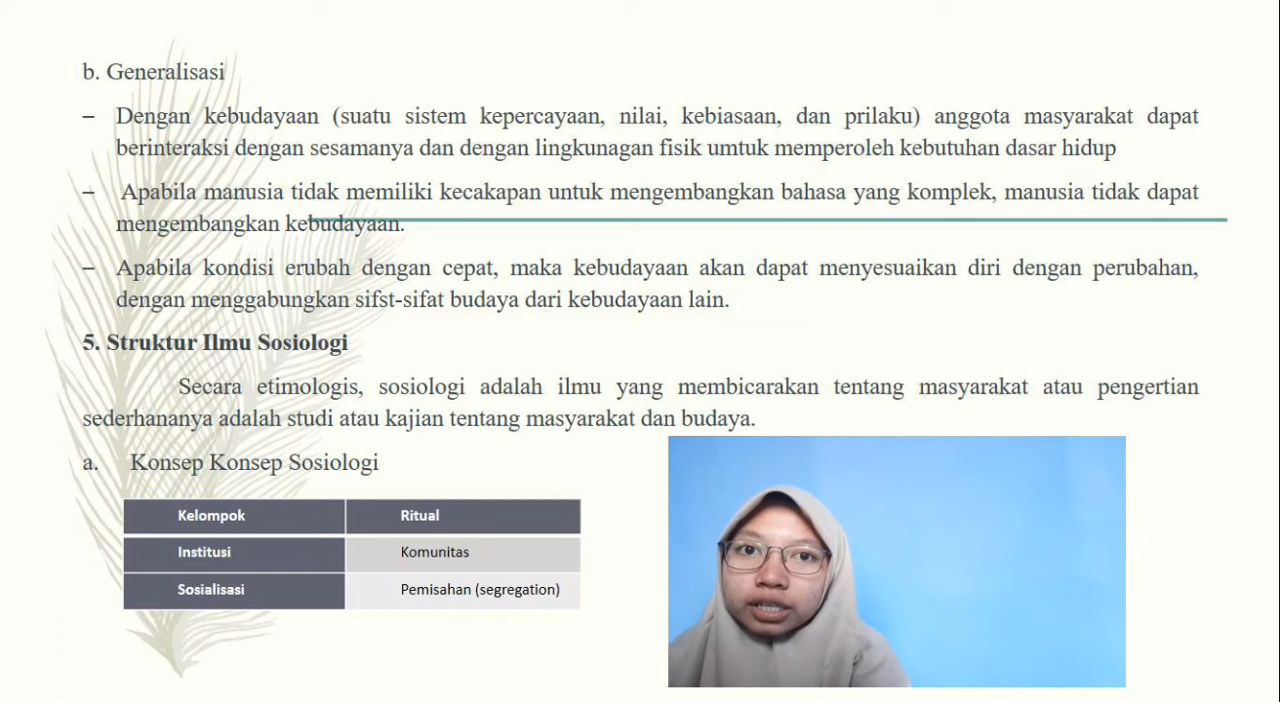 b. Generalisasi
– Dengan kebudayaan (suatu sistem kepercayaan, nilai, kebiasaan, dan prilaku) anggota masyarakat dapat
berinteraksi dengan sesamanya dan dengan lingkunagan fisik umtuk memperoleh kebutuhan dasar hidup
– Apabila manusia tidak memiliki kecakapan untuk mengembangkan bahasa yang komplek, manusia tidak dapat
mengembangkan kebudayaan.
– Apabila kondisi erubah dengan cepat, maka kebudayaan akan dapat menyesuaikan diri dengan perubahan,
dengan menggabungkan sifst-sifat budaya dari kebudayaan lain.
5. Struktur Ilmu Sosiologi
Secara etimologis, sosiologi adalah ilmu yang membicarakan tentang masyarakat atau pengertian
sederhananya adalah studi atau kajian tentang masyarakat dan budaya.
a. Konsep Konsep Sosiologi
Kelompok Ritual
Institusi Komunitas
Sosialisasi Pemisahan (segregation)